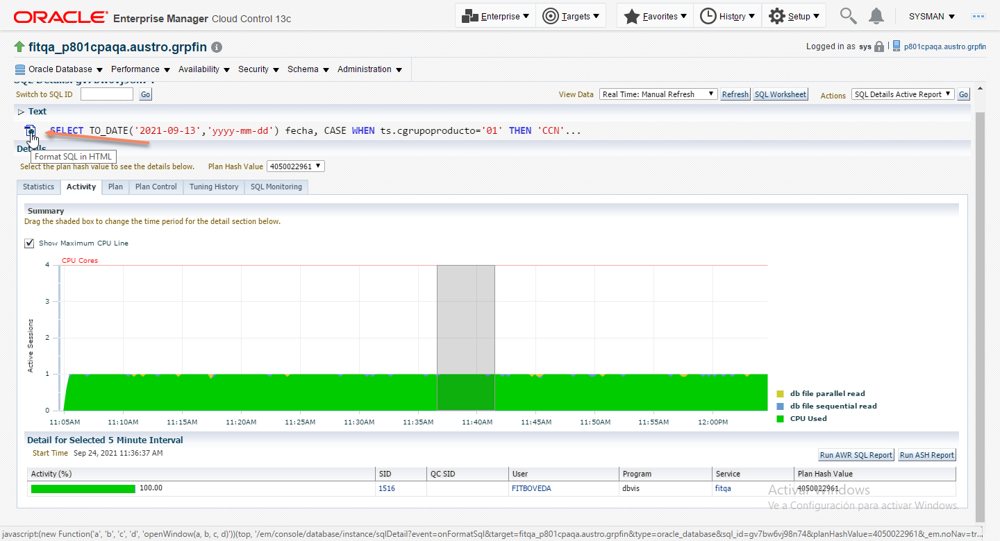 ORACLE® Enterprise Manager Cloud Control 13c Enterprise Targets Favorites History Setup SYSMAN
fitqa_p801cpaqa.austro.grpfin Logged in as sys p801cpaqa.austro.grpfin
Oracle Database Performance Availability Security Schema Administration
SQL Details: gv7bw6vj98n74
Switch to SQL ID Go View Data Real Time: Manual Refresh Refresh SQL Worksheet Actions SQL Details Active Report Go
Text
SELECT TO_DATE('2021-09-13','yyyy-mm-dd') fecha, CASE WHEN ts.cgrupoproducto='01' THEN 'CCN'...
Details
Format SQL in HTML
Select the plan hash value to see the details below. Plan Hash Value 4050022961
Statistics Activity Plan Plan Control Tuning History SQL Monitoring
Summary
Drag the shaded box to change the time period for the detail section below.
Show Maximum CPU Line
CPU Cores
4
3
2
1
0
Active Sessions
11:05AM 11:10AM 11:15AM 11:20AM 11:25AM 11:30AM 11:35AM 11:40AM 11:45AM 11:50AM 11:55AM 12:00PM
db file parallel read
db file sequential read
CPU Used
Detail for Selected 5 Minute Interval
Start Time Sep 24, 2021 11:36:37 AM Run AWR SQL Report Run ASH Report
Activity (%) SID QC SID User Program Service Plan Hash Value
100.00 1516 FITBOVEDA dbvis fitqa 4050022961
Activar Windows
Ve a Configuración para activar Windows.
javascript:(new Function('a', 'b', 'c', 'd', 'openWindow(a, b, c, d)'))(top, '/em/console/database/instance/sqlDetail?event=onFormatSql&target=fitqa_p801cpaqa.austro.grpfin&type=oracle_database&sql_id=gv7bw6vj98n74&planHashValue=4050022961&_em.noNav=tr...